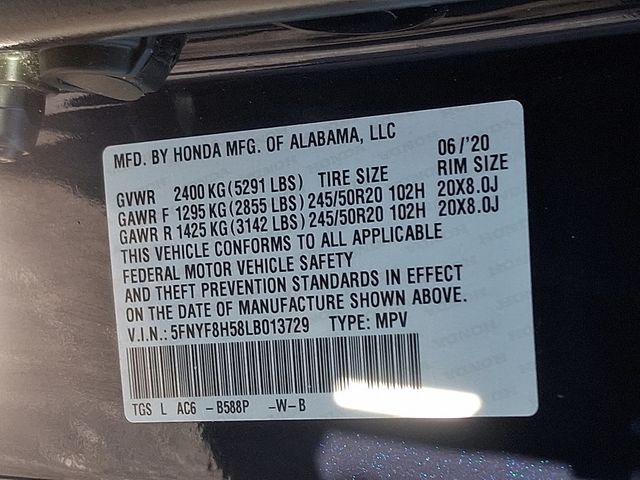 MFD. BY HONDA MFG. OF ALABAMA, LLC 06/'20
GVWR 2400 KG (5291 LBS) TIRE SIZE RIM SIZE
GAWR F 1295 KG (2855 LBS) 245/50R20 102H 20X8.0J
GAWR R 1425 KG (3142 LBS) 245/50R20 102H 20X8.0J
THIS VEHICLE CONFORMS TO ALL APPLICABLE
FEDERAL MOTOR VEHICLE SAFETY
AND THEFT PREVENTION STANDARDS IN EFFECT
ON THE DATE OF MANUFACTURE SHOWN ABOVE.
V.I.N.: 5FNYF8H58LB013729 TYPE: MPV
TGS L AC6 -B588P -W-B